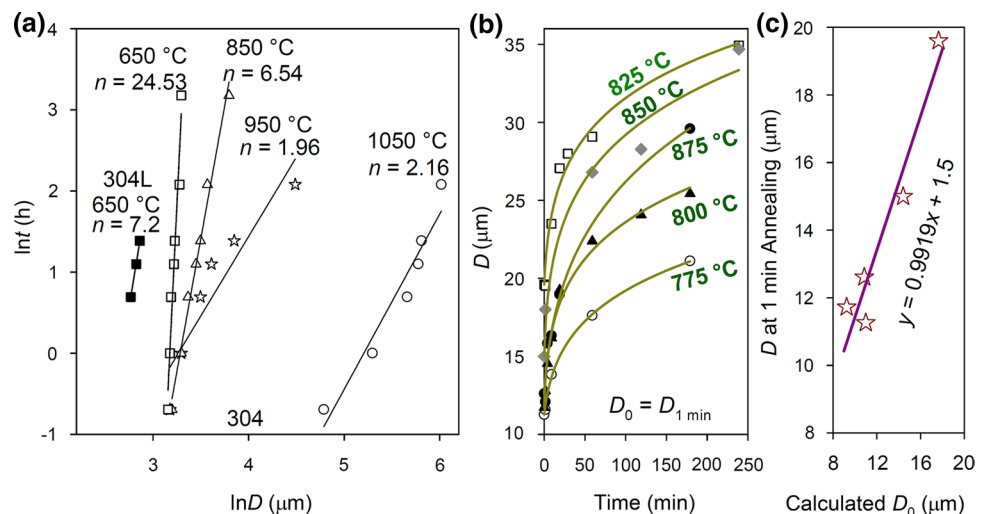 (a)
4
3
2
1
0
-1
3
4
5
6
lnt (h)
lnD (μm)
650 °C
n = 24.53
850 °C
n = 6.54
950 °C
n = 1.96
1050 °C
n = 2.16
304L
650 °C
n = 7.2
304
(b)
35
30
25
20
15
10
0
50
100
150
200
250
D (μm)
Time (min)
825 °C
850 °C
875 °C
800 °C
775 °C
D₀ = D₁ min
(c)
20
18
16
14
12
10
8
8
12
16
20
D at 1 min Annealing (μm)
Calculated D₀ (μm)
y = 0.9919x + 1.5